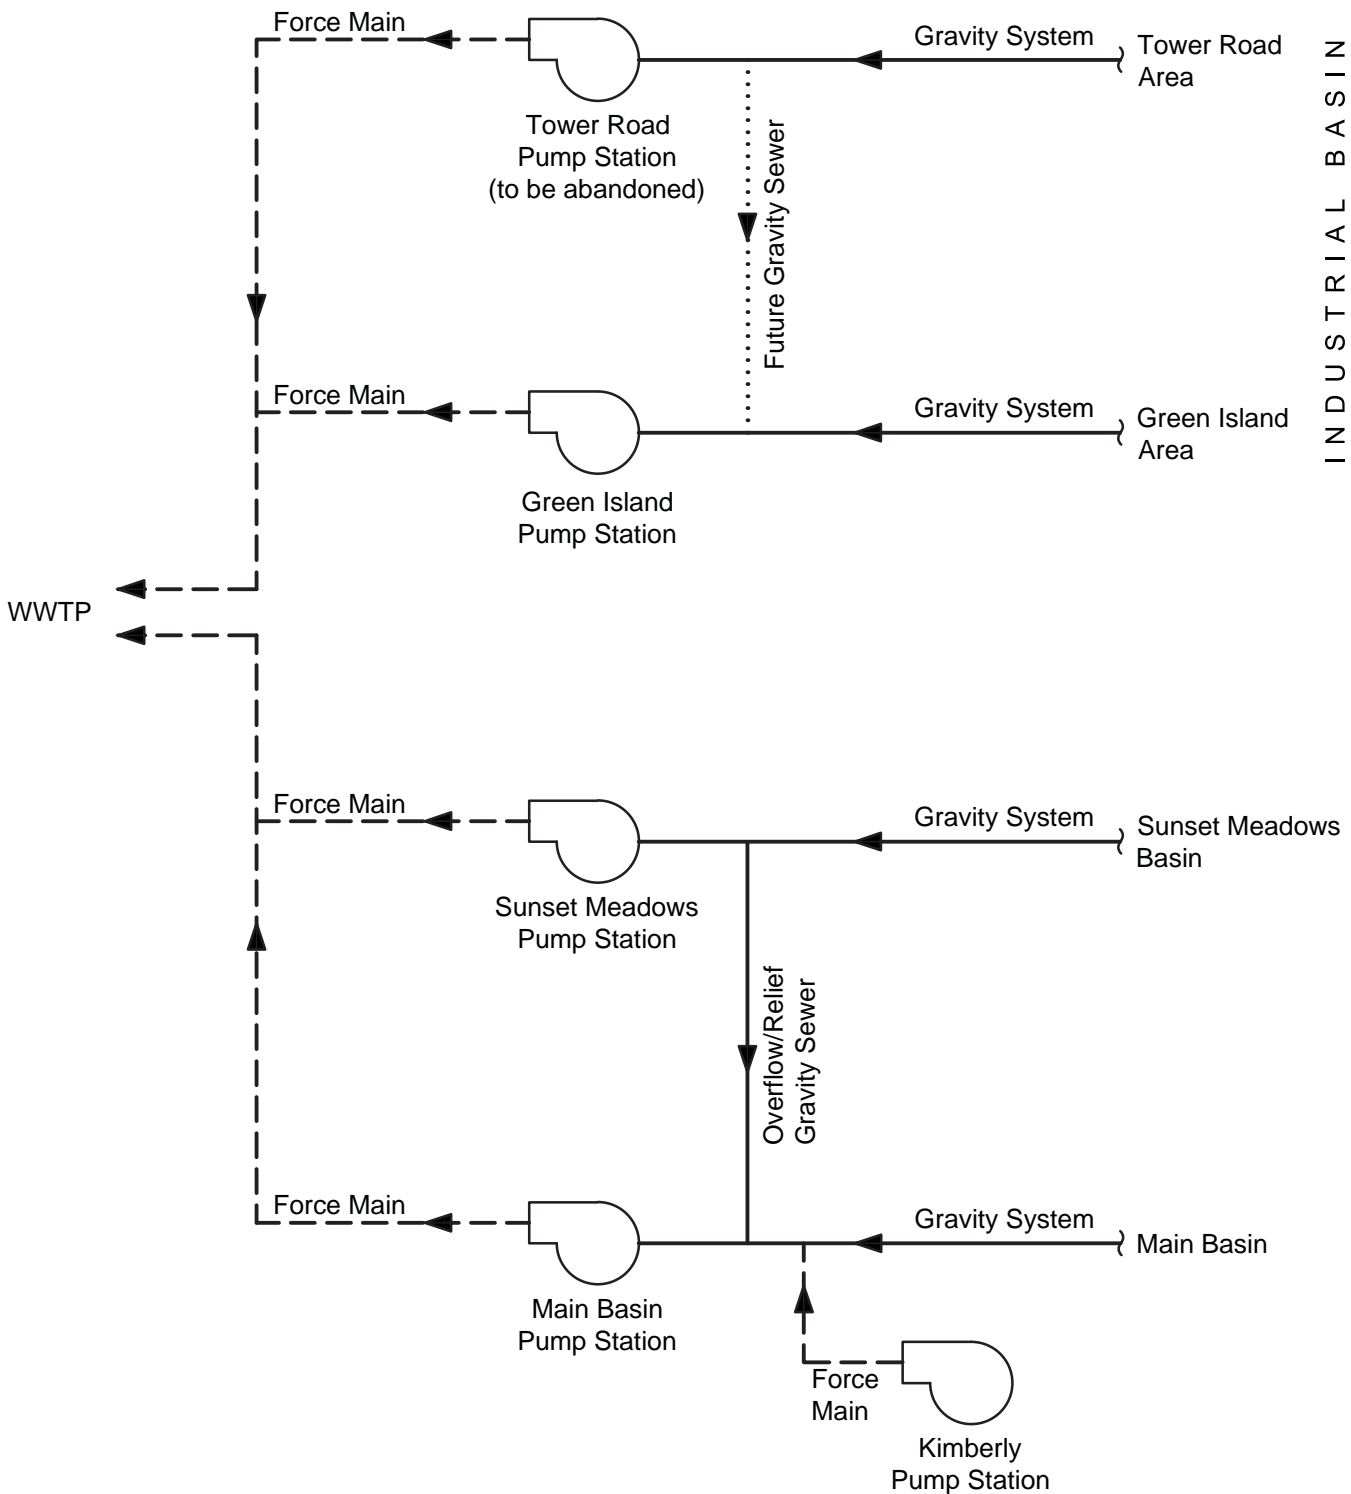 Force Main
Gravity System
Tower Road
Area
Tower Road
Pump Station
(to be abandoned)
Future Gravity Sewer
INDUSTRIAL BASIN
Force Main
Gravity System
Green Island
Area
Green Island
Pump Station
WWTP
Force Main
Gravity System
Sunset Meadows
Basin
Sunset Meadows
Pump Station
Overflow/Relief
Gravity Sewer
Force Main
Gravity System
Main Basin
Main Basin
Pump Station
Force
Main
Kimberly
Pump Station